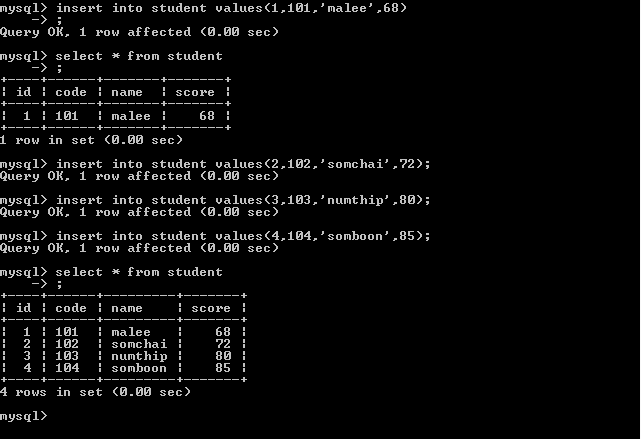 mysql> insert into student values(1,101,'malee',68)
    -> ;
Query OK, 1 row affected (0.00 sec)
mysql> select * from student
    -> ;
+----+------+-------+-------+
| id | code | name  | score |
+----+------+-------+-------+
|  1 | 101  | malee |    68 |
+----+------+-------+-------+
1 row in set (0.00 sec)
mysql> insert into student values(2,102,'somchai',72);
Query OK, 1 row affected (0.00 sec)
mysql> insert into student values(3,103,'numthip',80);
Query OK, 1 row affected (0.00 sec)
mysql> insert into student values(4,104,'somboon',85);
Query OK, 1 row affected (0.00 sec)
mysql> select * from student
    -> ;
+----+------+---------+-------+
| id | code | name    | score |
+----+------+---------+-------+
|  1 | 101  | malee   |    68 |
|  2 | 102  | somchai |    72 |
|  3 | 103  | numthip |    80 |
|  4 | 104  | somboon |    85 |
+----+------+---------+-------+
4 rows in set (0.00 sec)
mysql>